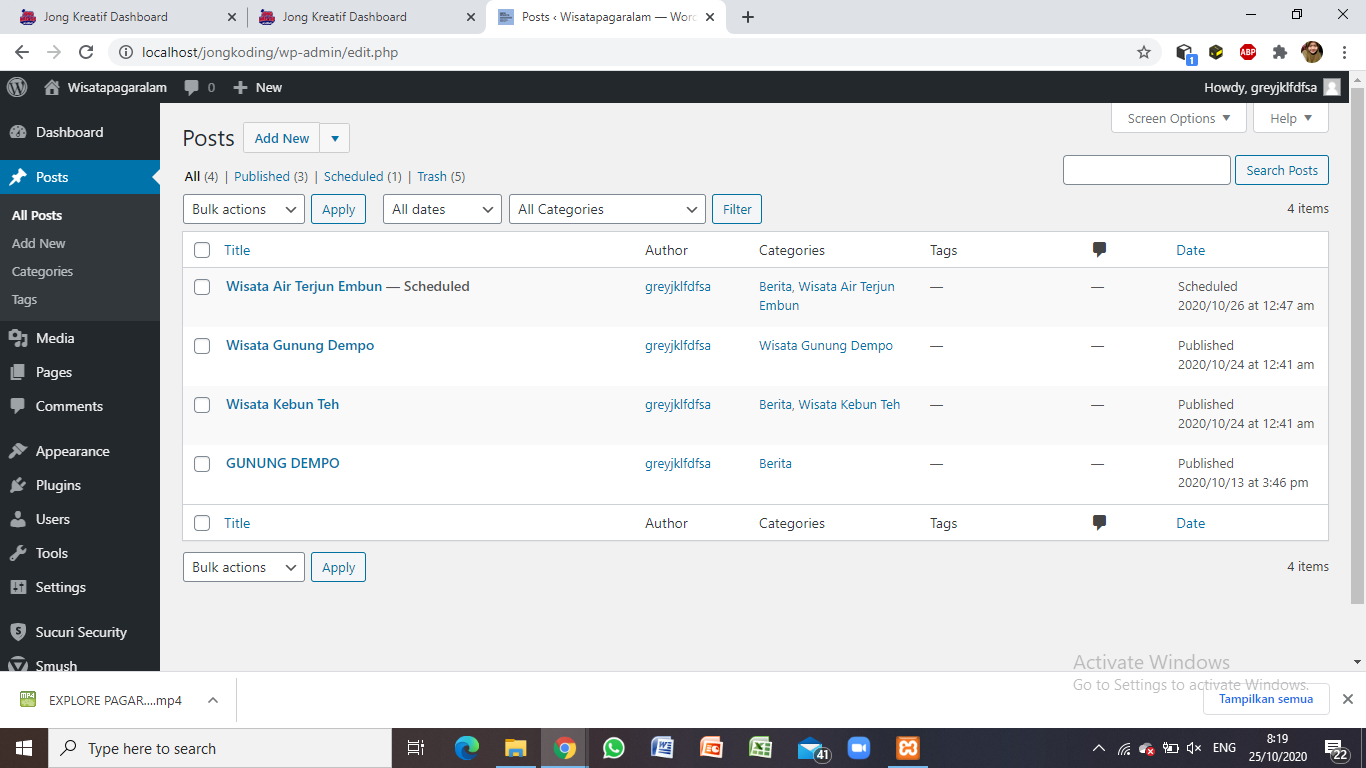 Jong Kreatif Dashboard
Jong Kreatif Dashboard
Posts ‹ Wisatapagaralam — Word
localhost/jongkoding/wp-admin/edit.php
1
ABP
Wisatapagaralam
0
New
Howdy, greyjklfdfsa
Dashboard
Posts
All Posts
Add New
Categories
Tags
Media
Pages
Comments
Appearance
Plugins
Users
Tools
Settings
Sucuri Security
Smush
Screen Options
Help
Posts
Add New
All (4) | Published (3) | Scheduled (1) | Trash (5)
Search Posts
Bulk actions
Apply
All dates
All Categories
Filter
4 items
Title Author Categories Tags Date
Wisata Air Terjun Embun — Scheduled greyjklfdfsa Berita, Wisata Air Terjun — — Scheduled
Embun 2020/10/26 at 12:47 am
Wisata Gunung Dempo greyjklfdfsa Wisata Gunung Dempo — — Published
2020/10/24 at 12:41 am
Wisata Kebun Teh greyjklfdfsa Berita, Wisata Kebun Teh — — Published
2020/10/24 at 12:41 am
GUNUNG DEMPO greyjklfdfsa Berita — — Published
2020/10/13 at 3:46 pm
Title Author Categories Tags Date
Bulk actions
Apply
4 items
Activate Windows
Go to Settings to activate Windows.
MP4
EXPLORE PAGAR....mp4
Tampilkan semua
Type here to search
41
ENG
8:19
25/10/2020
22